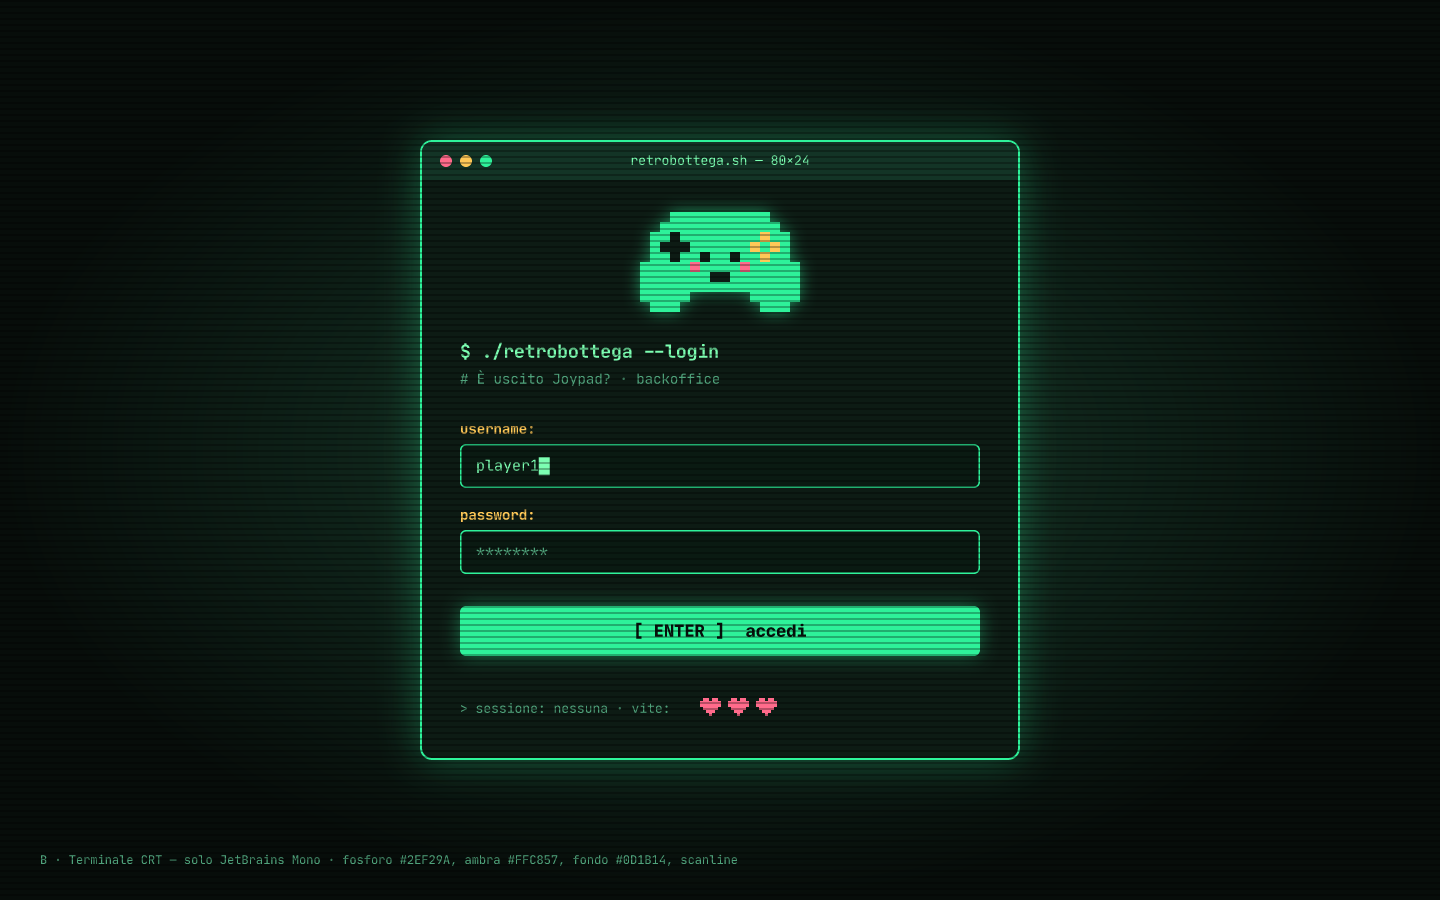 retrobottega.sh — 80×24
$ ./retrobottega --login
# È uscito Joypad? · backoffice
username:
player1
password:
********
[ ENTER ]  accedi
> sessione: nessuna · vite:
B · Terminale CRT — solo JetBrains Mono · fosforo #2EF29A, ambra #FFC857, fondo #0D1B14, scanline